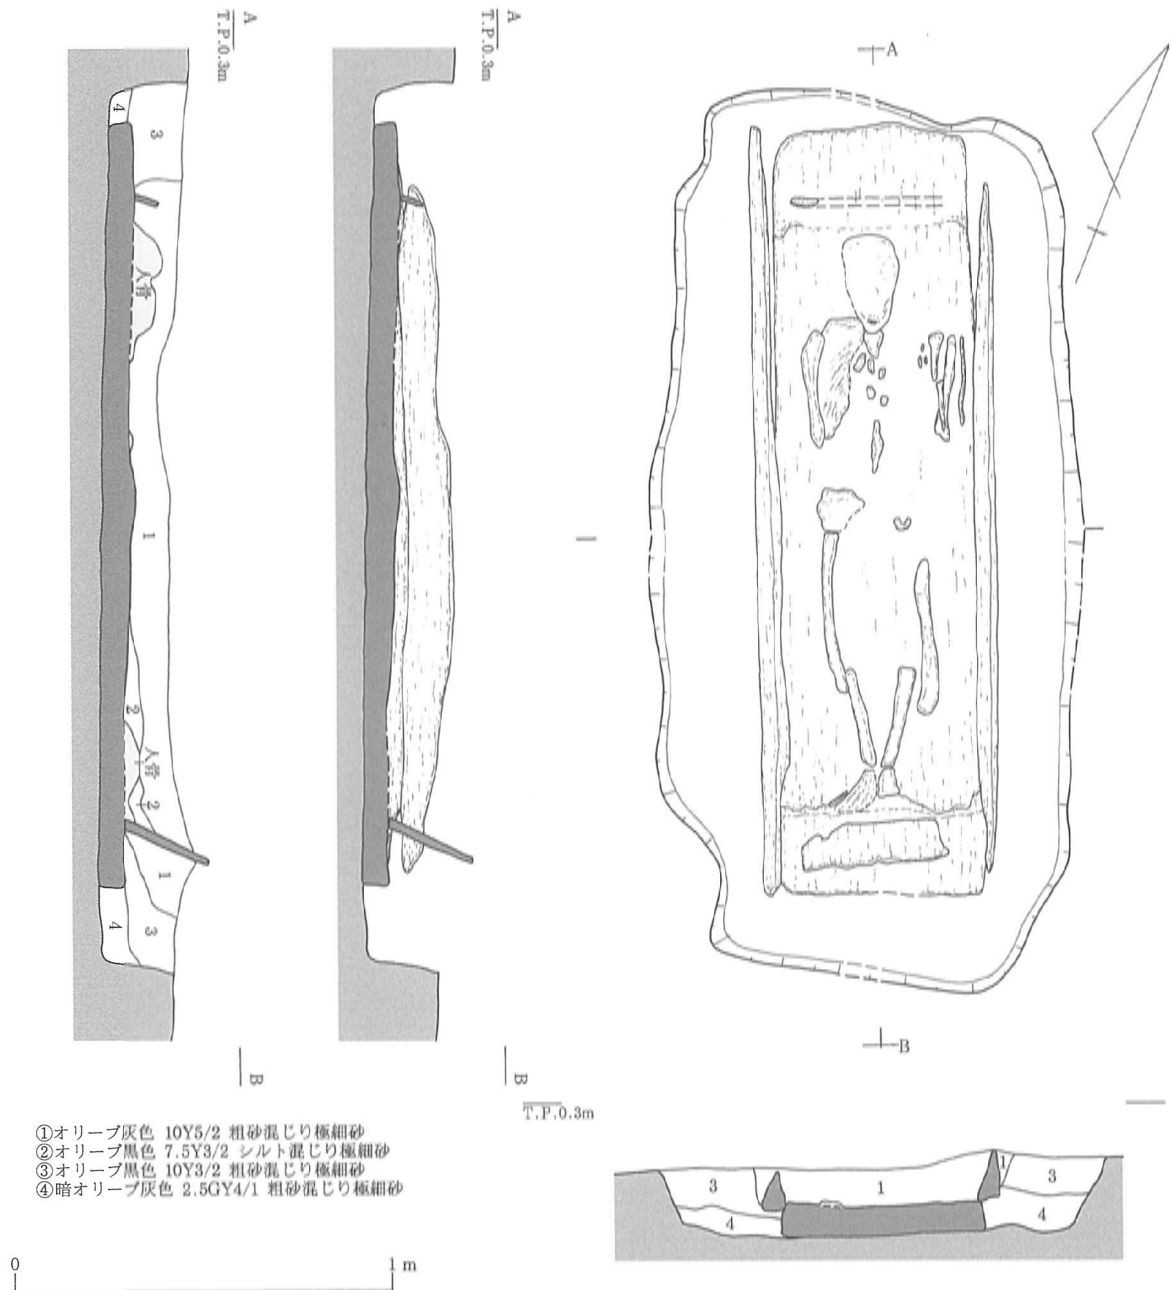 A
T.P.0.3m
A
T.P.0.3m
A
4
3
人骨
1
2
人骨
2
1
4
3
B
B
B
T.P.0.3m
①オリーブ灰色 10Y5/2 粗砂混じり極細砂
②オリーブ黒色 7.5Y3/2 シルト混じり極細砂
③オリーブ黒色 10Y3/2 粗砂混じり極細砂
④暗オリーブ灰色 2.5GY4/1 粗砂混じり極細砂
3
1
1
3
4
4
0
1 m